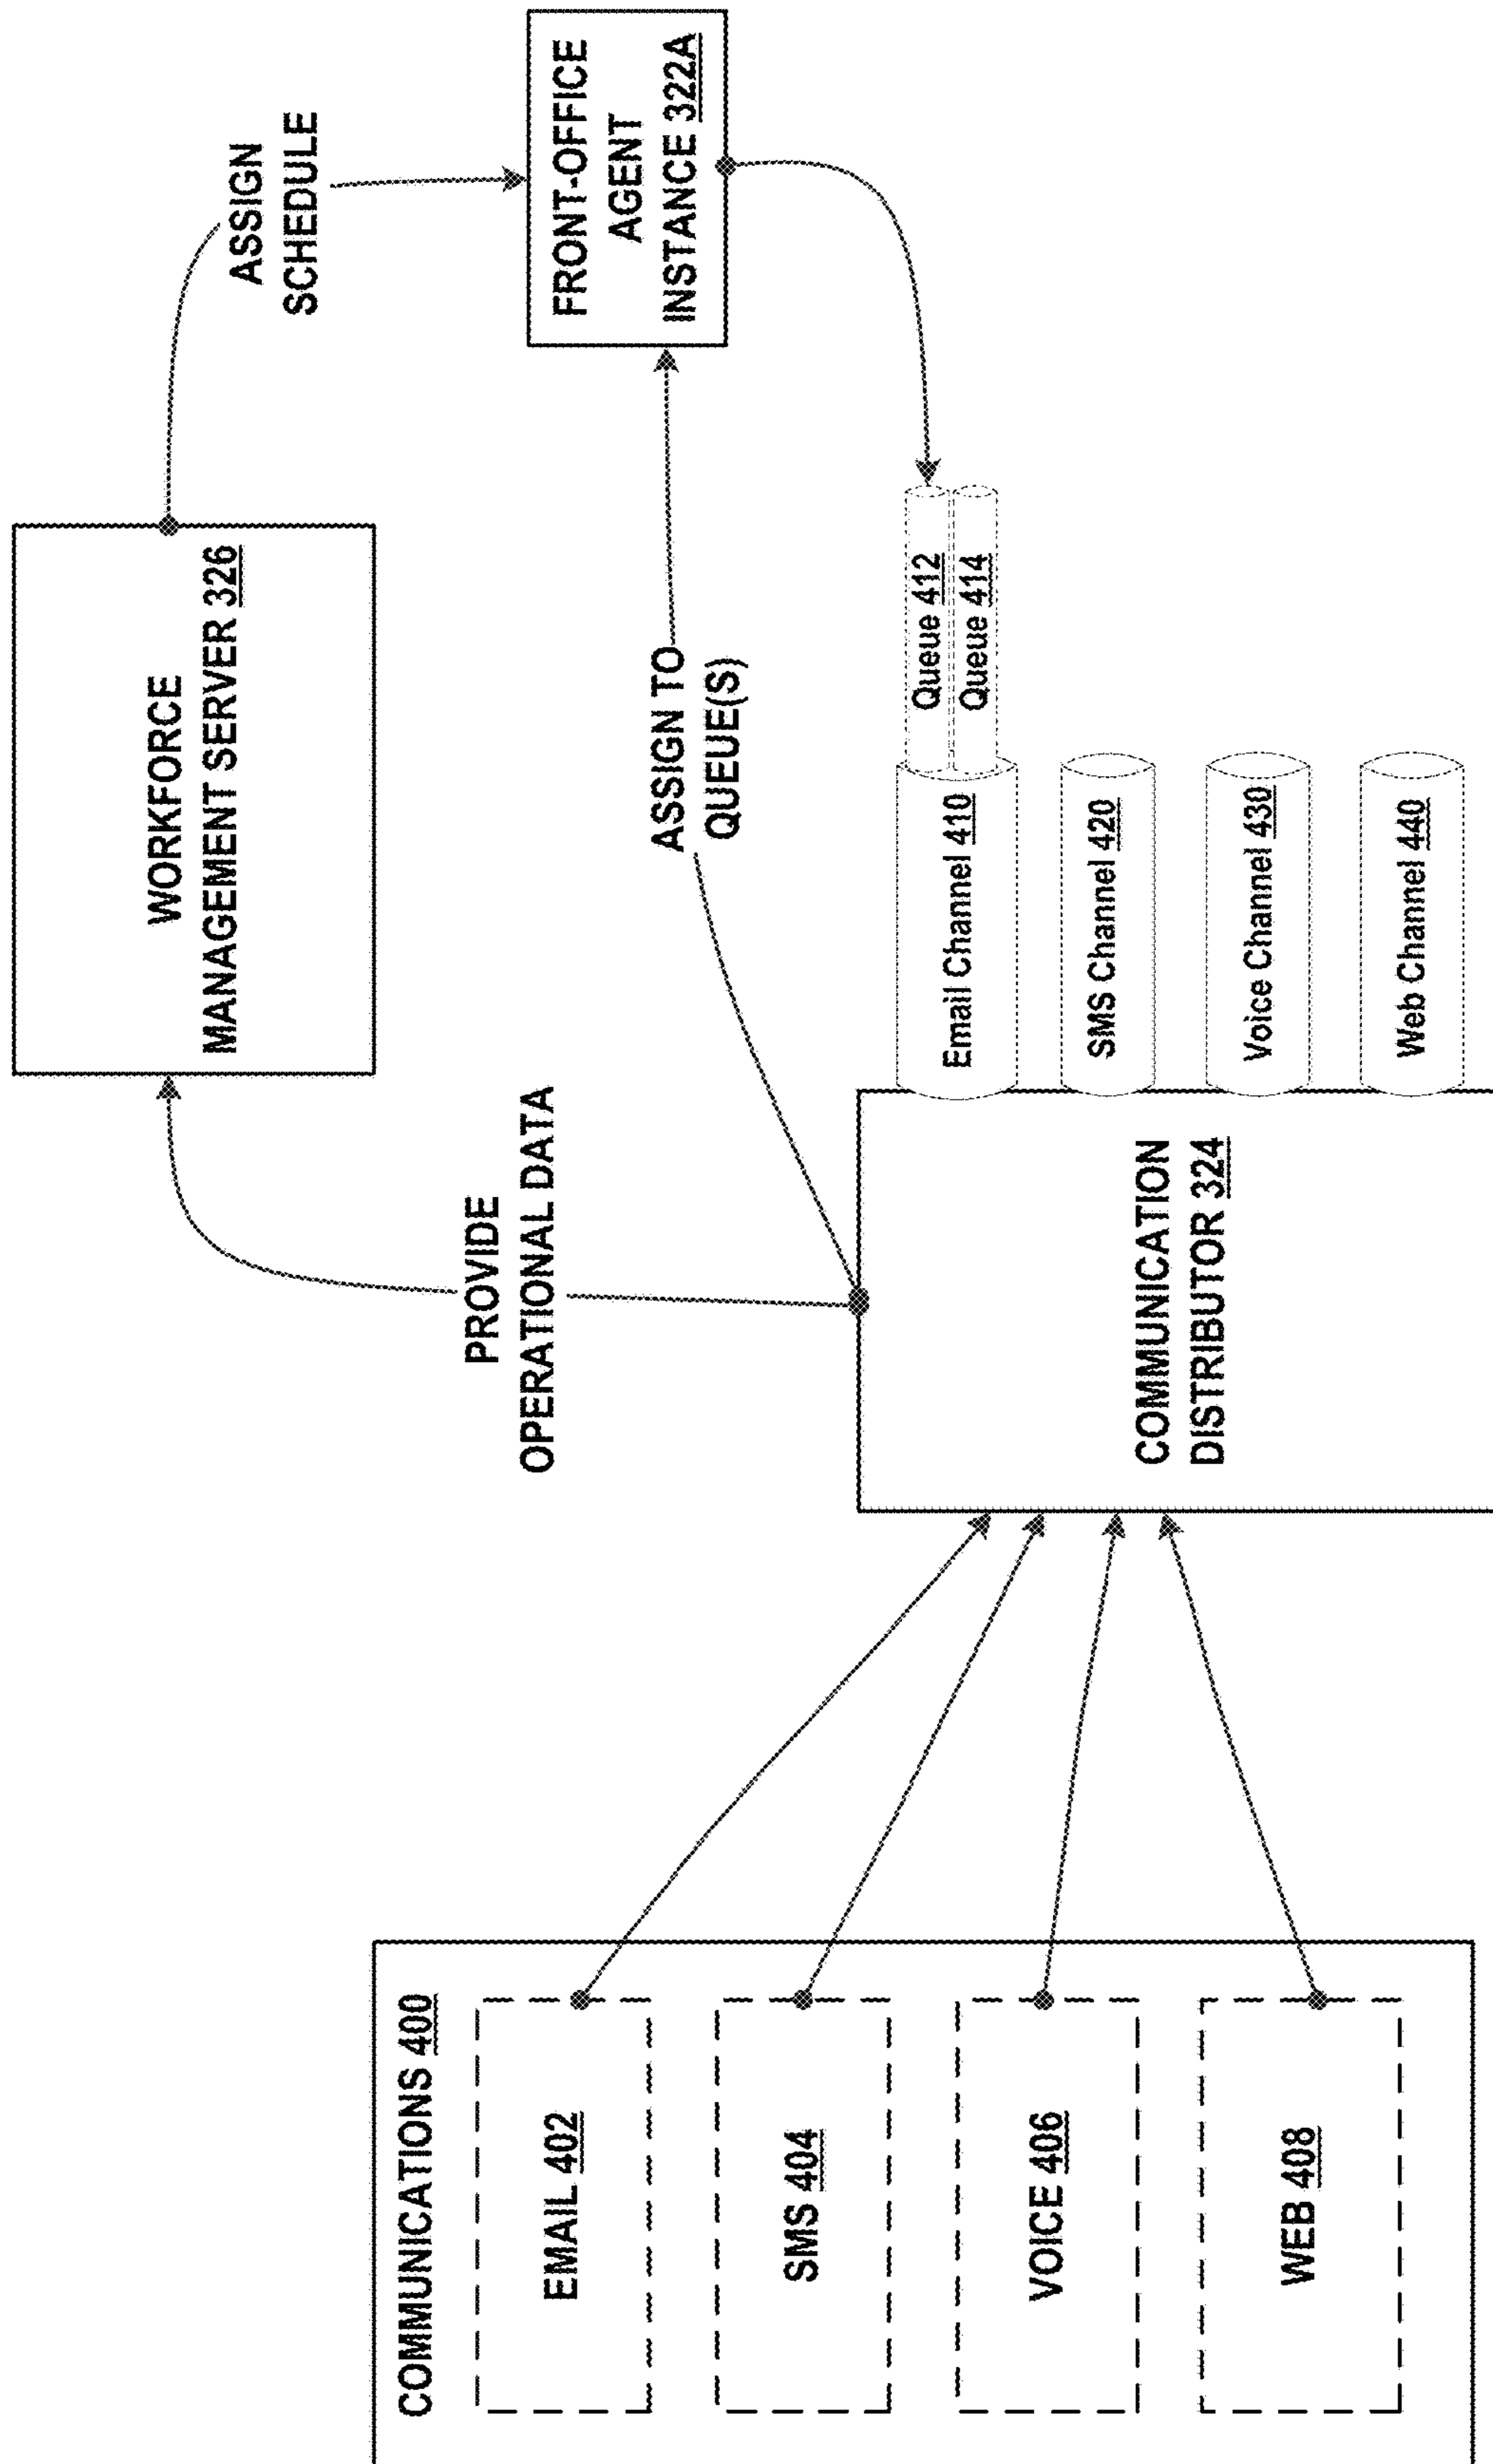 COMMUNICATIONS 400
EMAIL 402
SMS 404
VOICE 406
WEB 408
PROVIDE
OPERATIONAL DATA
WORKFORCE
MANAGEMENT SERVER 326
ASSIGN
SCHEDULE
FRONT-OFFICE
AGENT
INSTANCE 322A
ASSIGN TO
QUEUE(S)
COMMUNICATION
DISTRIBUTOR 324
Email Channel 410
Queue 412
Queue 414
SMS Channel 420
Voice Channel 430
Web Channel 440